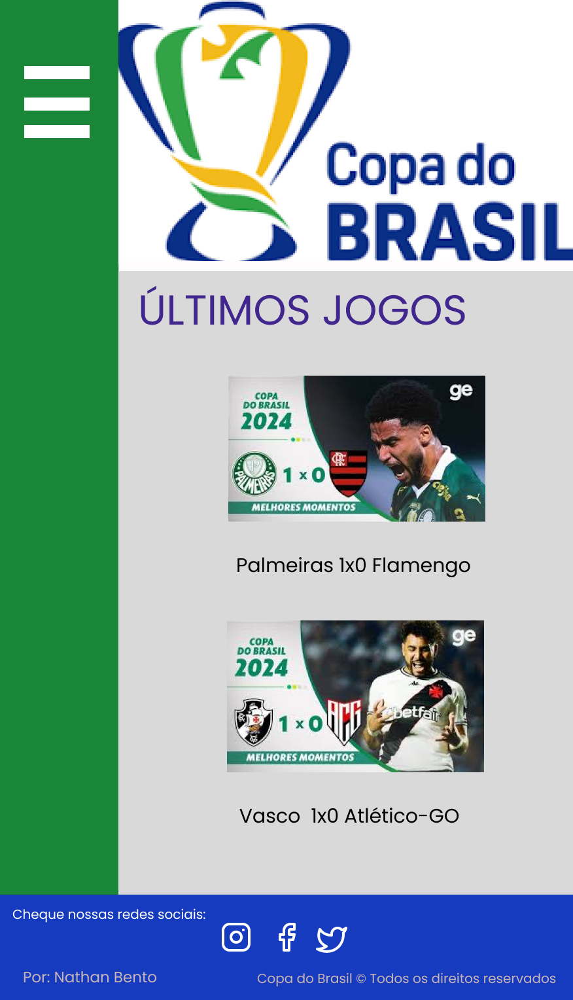 Copa do
BRASIL
ÚLTIMOS JOGOS
ge
COPA
DO BRASIL
2024
PALMEIRAS
1 x 0
MELHORES MOMENTOS
Palmeiras 1x0 Flamengo
ge
COPA
DO BRASIL
2024
1 x 0
ACG
betfair
MELHORES MOMENTOS
Vasco  1x0 Atlético-GO
Cheque nossas redes sociais:
Por: Nathan Bento
Copa do Brasil © Todos os direitos reservados